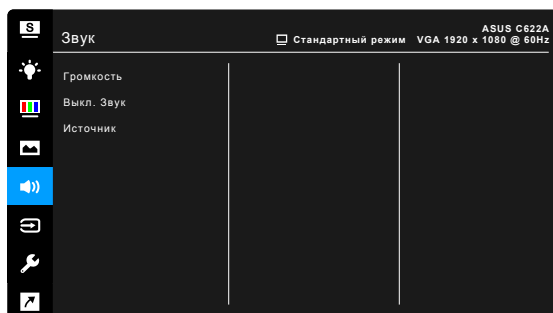 S
ASUS C622A
Звук
Стандартный режим VGA 1920 x 1080 @ 60Hz
Громкость
Выкл. Звук
Источник